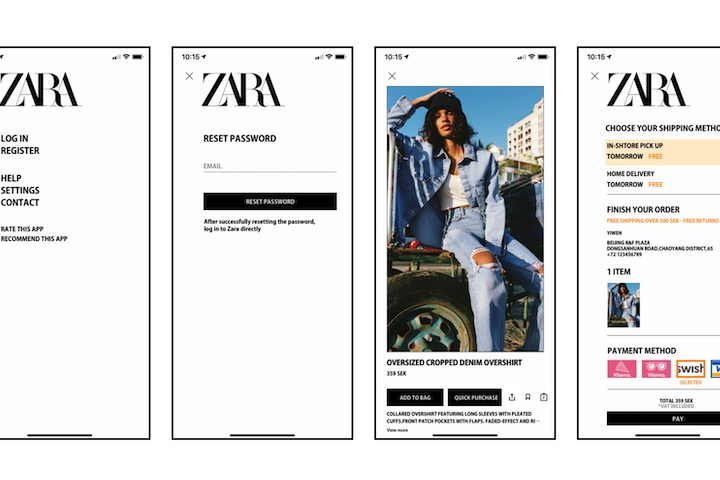 ZARA
LOG IN
REGISTER
HELP
SETTINGS
CONTACT
RATE THIS APP
RECOMMEND THIS APP
10:15
ZARA
RESET PASSWORD
EMAIL
RESET PASSWORD
After successfully resetting the password,
log in to Zara directly
10:15
OVERSIZED CROPPED DENIM OVERSHIRT
359 SEK
ADD TO BAG
QUICK PURCHASE
COLLARED OVERSHIRT FEATURING LONG SLEEVES WITH PLEATED
CUFFS.FRONT PATCH POCKETS WITH FLAPS. FADED-EFFECT AND RI···
View more
10:15
ZARA
CHOOSE YOUR SHIPPING METHO
IN-SHTORE PICK UP
TOMORROW FREE
HOME DELIVERY
TOMORROW FREE
FINISH YOUR ORDER
FREE SHIPPING OVER 300 SEK - FREE RETURNS
YIWEN
BEIJING R&F PLAZA
DONGSANHUAN ROAD,CHAOYANG DISTRICT,65
+72 123456789
1 ITEM
PAYMENT METHOD
Klarna.
Klarna.
swish
SELECTED
TOTAL 359 SEK
*VAT INCLUDED
PAY